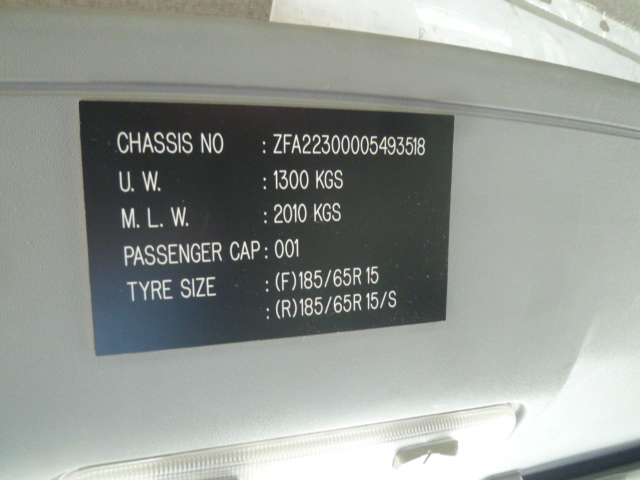 CHASSIS NO : ZFA22300005493518
U. W. : 1300 KGS
M. L. W. : 2010 KGS
PASSENGER CAP : 001
TYRE SIZE : (F)185/65R 15
: (R)185/65R 15/S